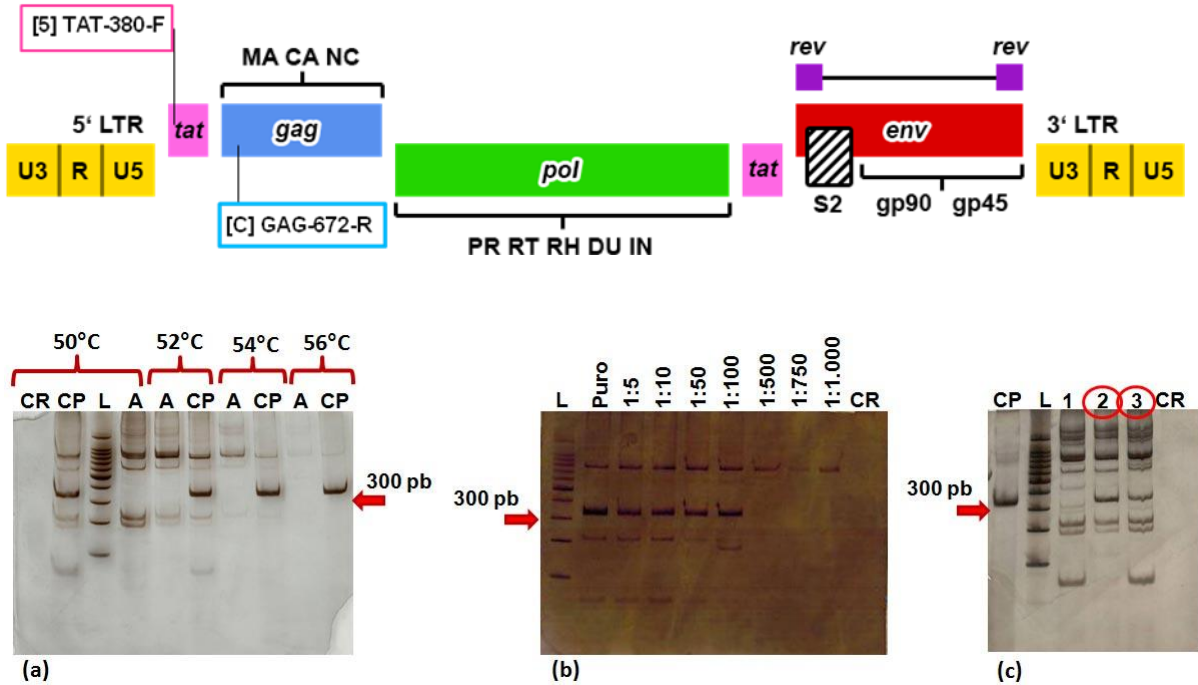 [5] TAT-380-F
MA CA NC
rev rev
5‘ LTR tat gag env 3‘ LTR
U3 R U5 pol tat U3 R U5
S2 gp90 gp45
[C] GAG-672-R
PR RT RH DU IN
50°C 52°C 54°C 56°C
CR CP L A A CP A CP A CP
300 pb
(a)
L Puro 1:5 1:10 1:50 1:100 1:500 1:750 1:1.000 CR
300 pb
(b)
CP L 1 2 3 CR
300 pb
(c)